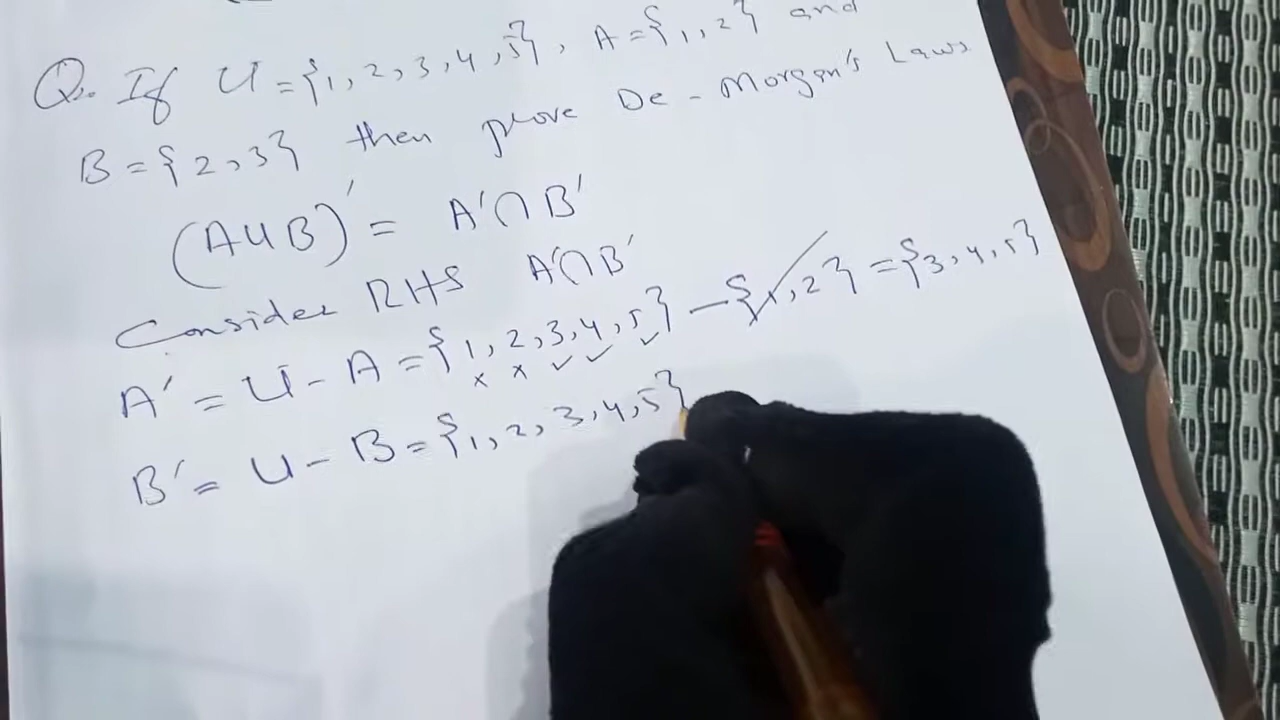 Q. If U = {1, 2, 3, 4, 5}, A = {1, 2} and
B = {2, 3} then prove De-Morgan's Laws
(A∪B)' = A'∩B'
Consider RHS A'∩B'
A' = U - A = {1, 2, 3, 4, 5} - {1, 2} = {3, 4, 5}
B' = U - B = {1, 2, 3, 4, 5}